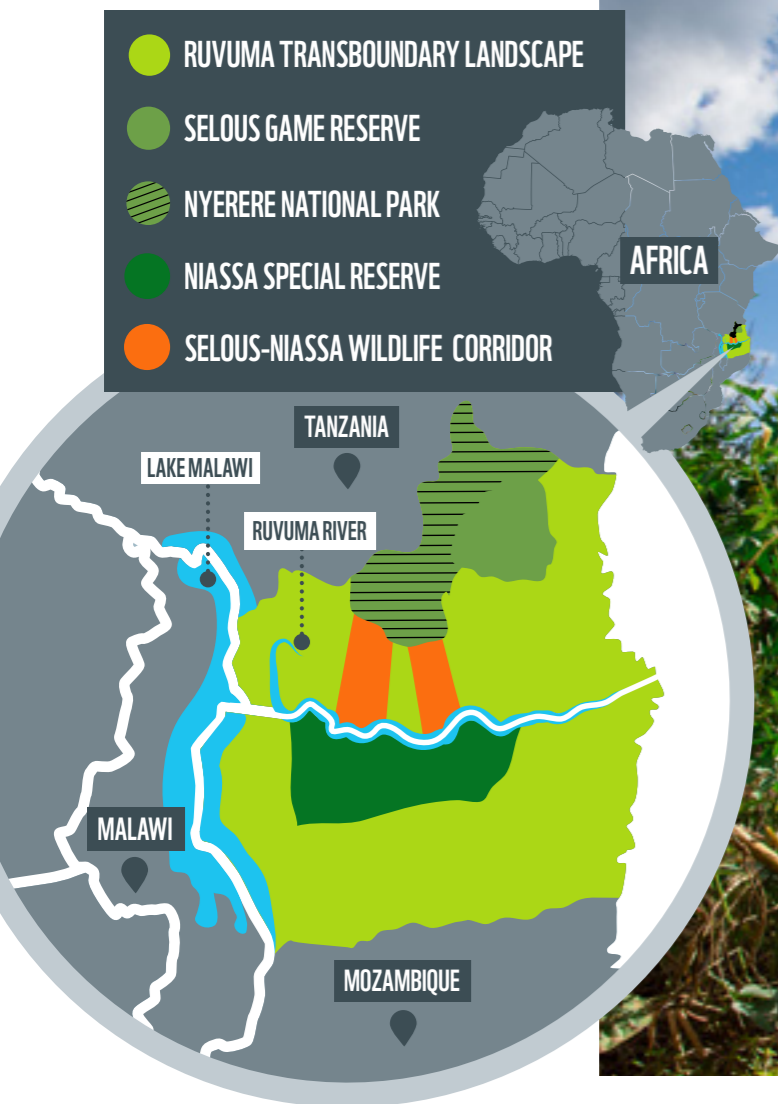 RUVUMA TRANSBOUNDARY LANDSCAPE
SELOUS GAME RESERVE
NYERERE NATIONAL PARK
NIASSA SPECIAL RESERVE
SELOUS-NIASSA WILDLIFE CORRIDOR
AFRICA
TANZANIA
LAKE MALAWI
RUVUMA RIVER
MALAWI
MOZAMBIQUE